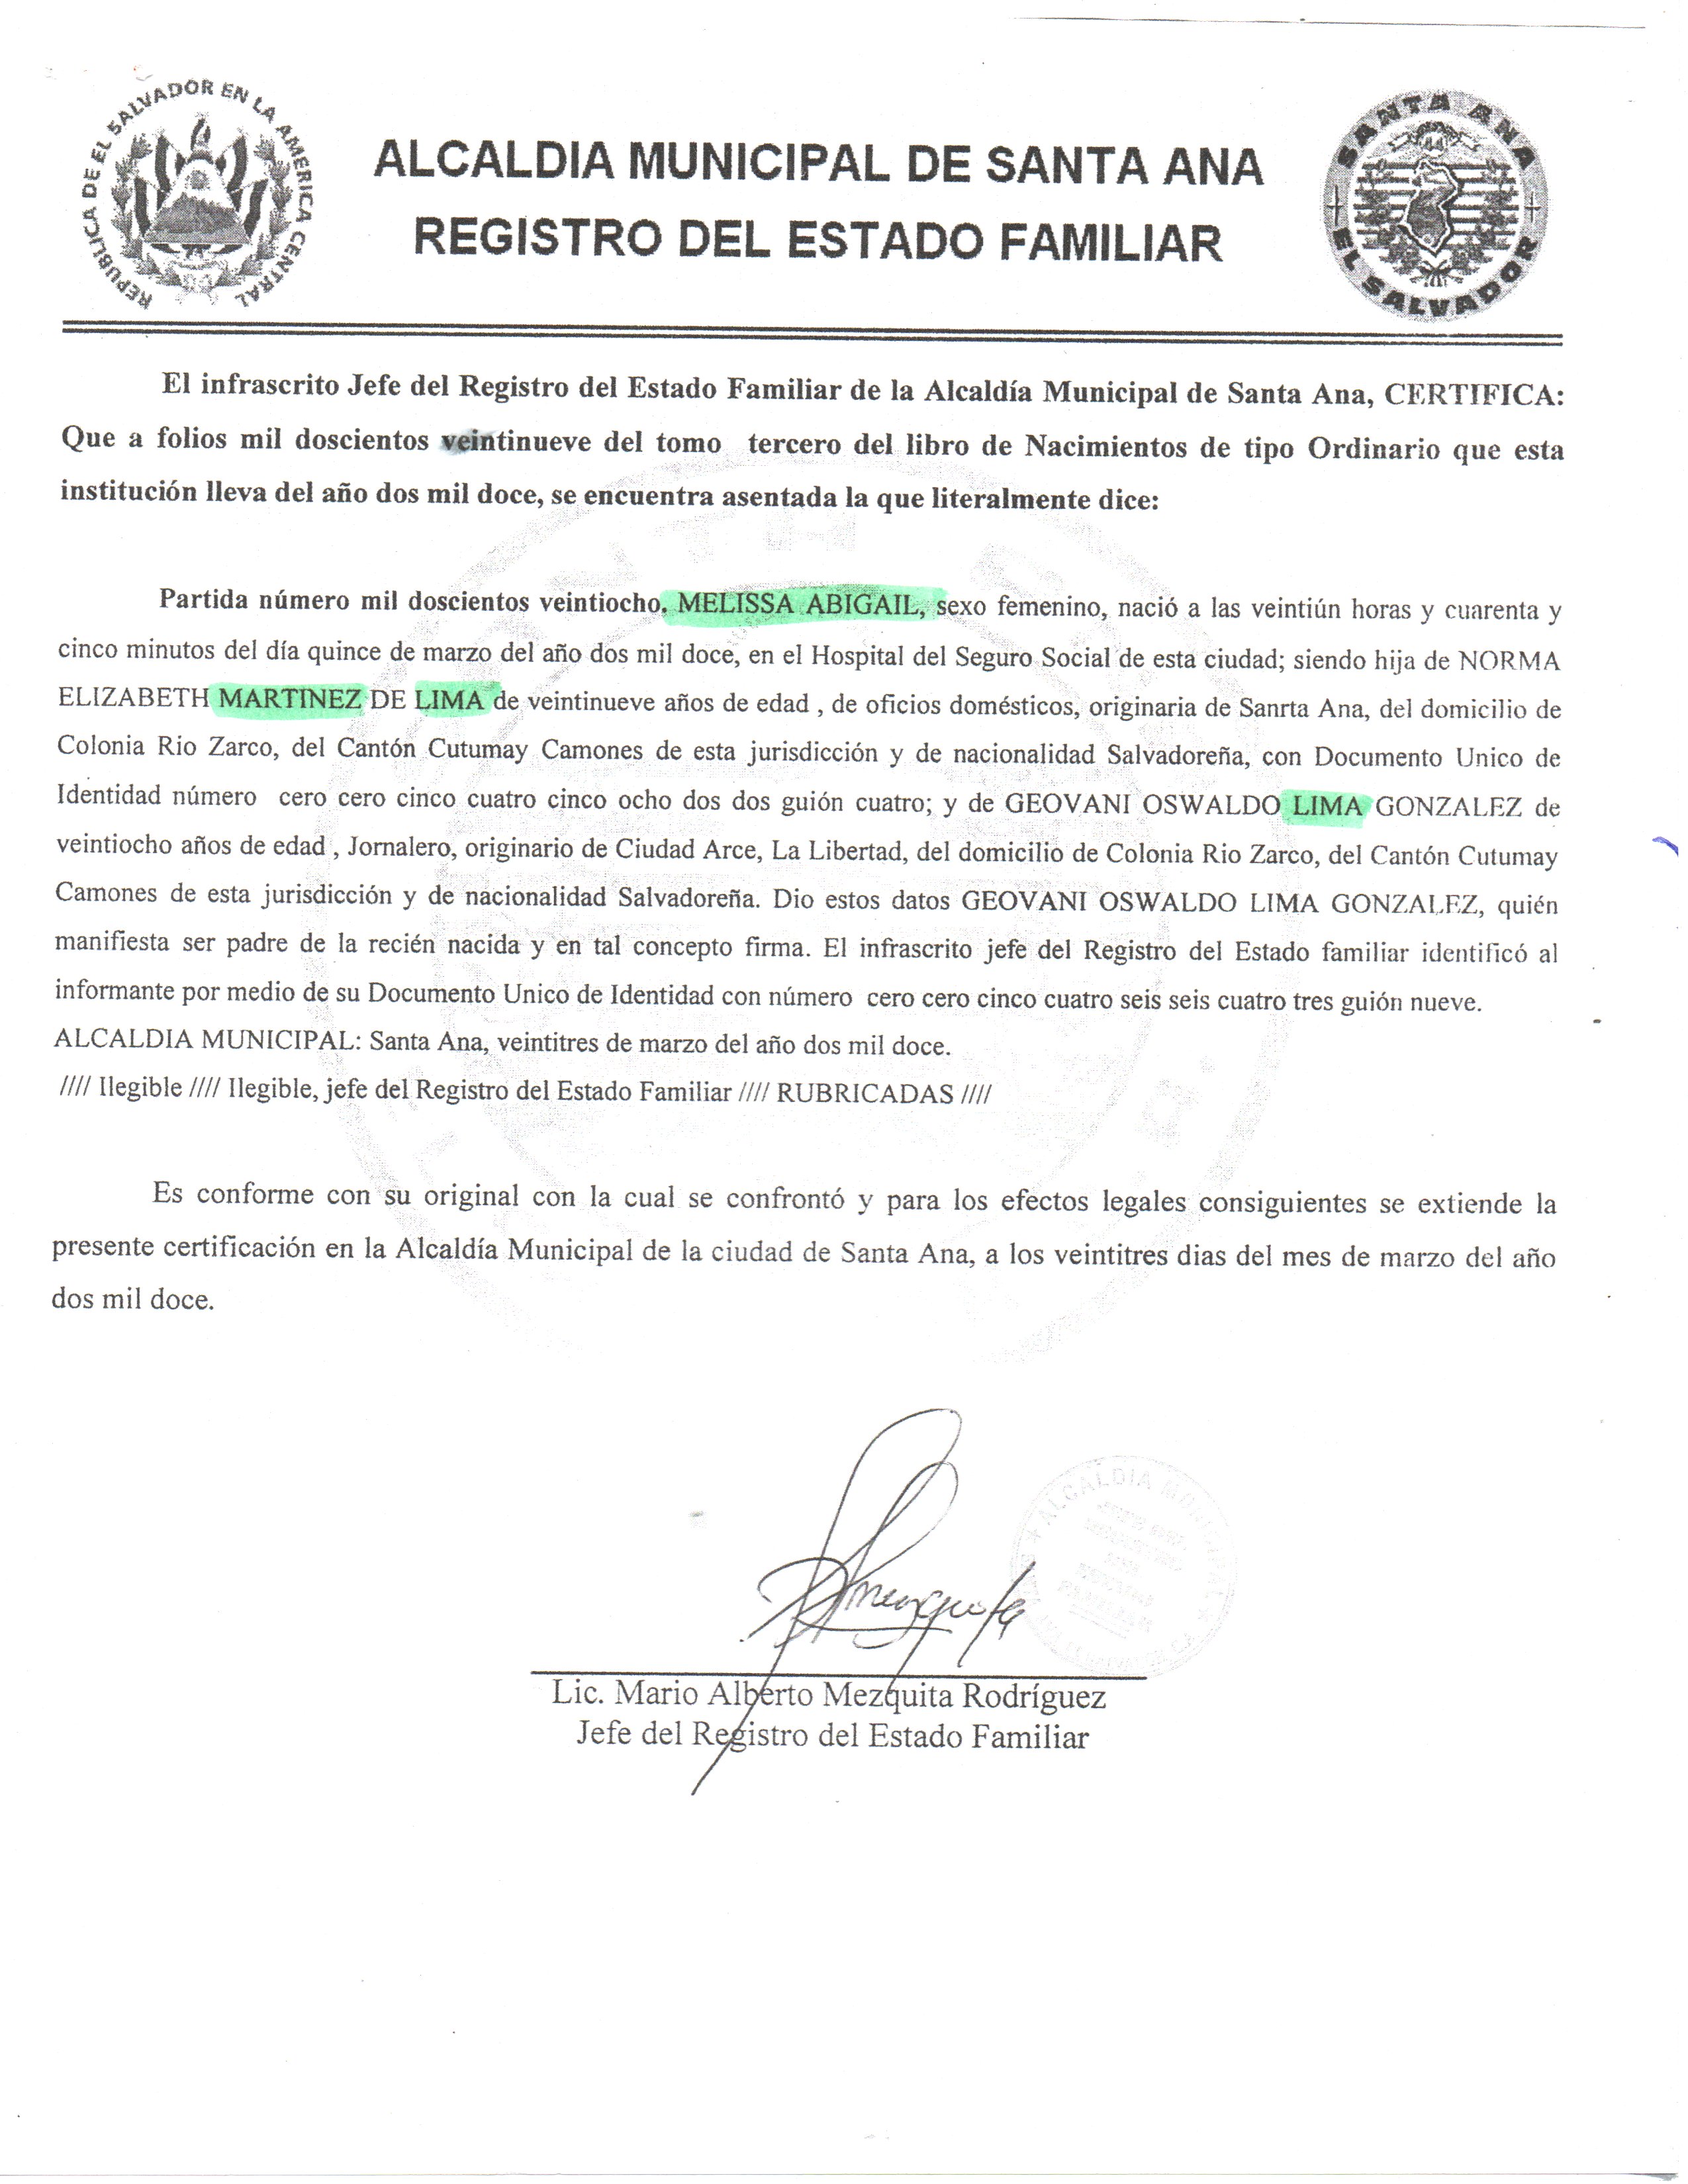 REPUBLICA DE EL SALVADOR EN LA AMERICA CENTRAL
ALCALDIA MUNICIPAL DE SANTA ANA
REGISTRO DEL ESTADO FAMILIAR
SANTA ANA
EL SALVADOR
El infrascrito Jefe del Registro del Estado Familiar de la Alcaldía Municipal de Santa Ana, CERTIFICA:
Que a folios mil doscientos veintinueve del tomo tercero del libro de Nacimientos de tipo Ordinario que esta
institución lleva del año dos mil doce, se encuentra asentada la que literalmente dice:
Partida número mil doscientos veintiocho, MELISSA ABIGAIL, sexo femenino, nació a las veintiún horas y cuarenta y
cinco minutos del día quince de marzo del año dos mil doce, en el Hospital del Seguro Social de esta ciudad; siendo hija de NORMA
ELIZABETH MARTINEZ DE LIMA de veintinueve años de edad , de oficios domésticos, originaria de Sanrta Ana, del domicilio de
Colonia Rio Zarco, del Cantón Cutumay Camones de esta jurisdicción y de nacionalidad Salvadoreña, con Documento Unico de
Identidad número cero cero cinco cuatro cinco ocho dos dos guión cuatro; y de GEOVANI OSWALDO LIMA GONZALEZ de
veintiocho años de edad , Jornalero, originario de Ciudad Arce, La Libertad, del domicilio de Colonia Rio Zarco, del Cantón Cutumay
Camones de esta jurisdicción y de nacionalidad Salvadoreña. Dio estos datos GEOVANI OSWALDO LIMA GONZALEZ, quién
manifiesta ser padre de la recién nacida y en tal concepto firma. El infrascrito jefe del Registro del Estado familiar identificó al
informante por medio de su Documento Unico de Identidad con número cero cero cinco cuatro seis seis cuatro tres guión nueve.
ALCALDIA MUNICIPAL: Santa Ana, veintitres de marzo del año dos mil doce.
//// Ilegible //// Ilegible, jefe del Registro del Estado Familiar //// RUBRICADAS ////
Es conforme con su original con la cual se confrontó y para los efectos legales consiguientes se extiende la
presente certificación en la Alcaldía Municipal de la ciudad de Santa Ana, a los veintitres dias del mes de marzo del año
dos mil doce.
ALCALDIA MUNICIPAL
Lic. Mario Alberto Mezquita Rodríguez
Jefe del Registro del Estado Familiar